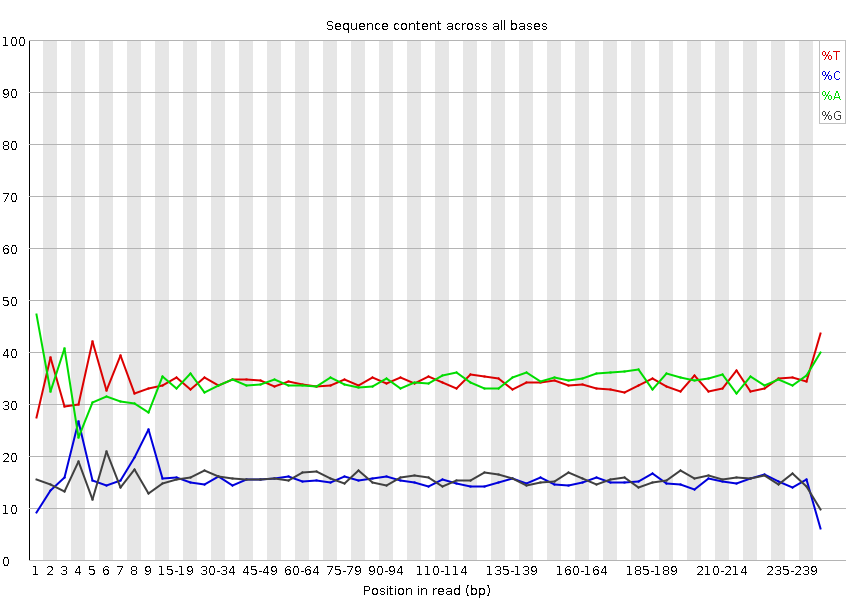 Sequence content across all bases
100
90
80
70
60
50
40
30
20
10
0
%T
%C
%A
%G
1 2 3 4 5 6 7 8 9 15-19 30-34 45-49 60-64 75-79 90-94 110-114 135-139 160-164 185-189 210-214 235-239
Position in read (bp)